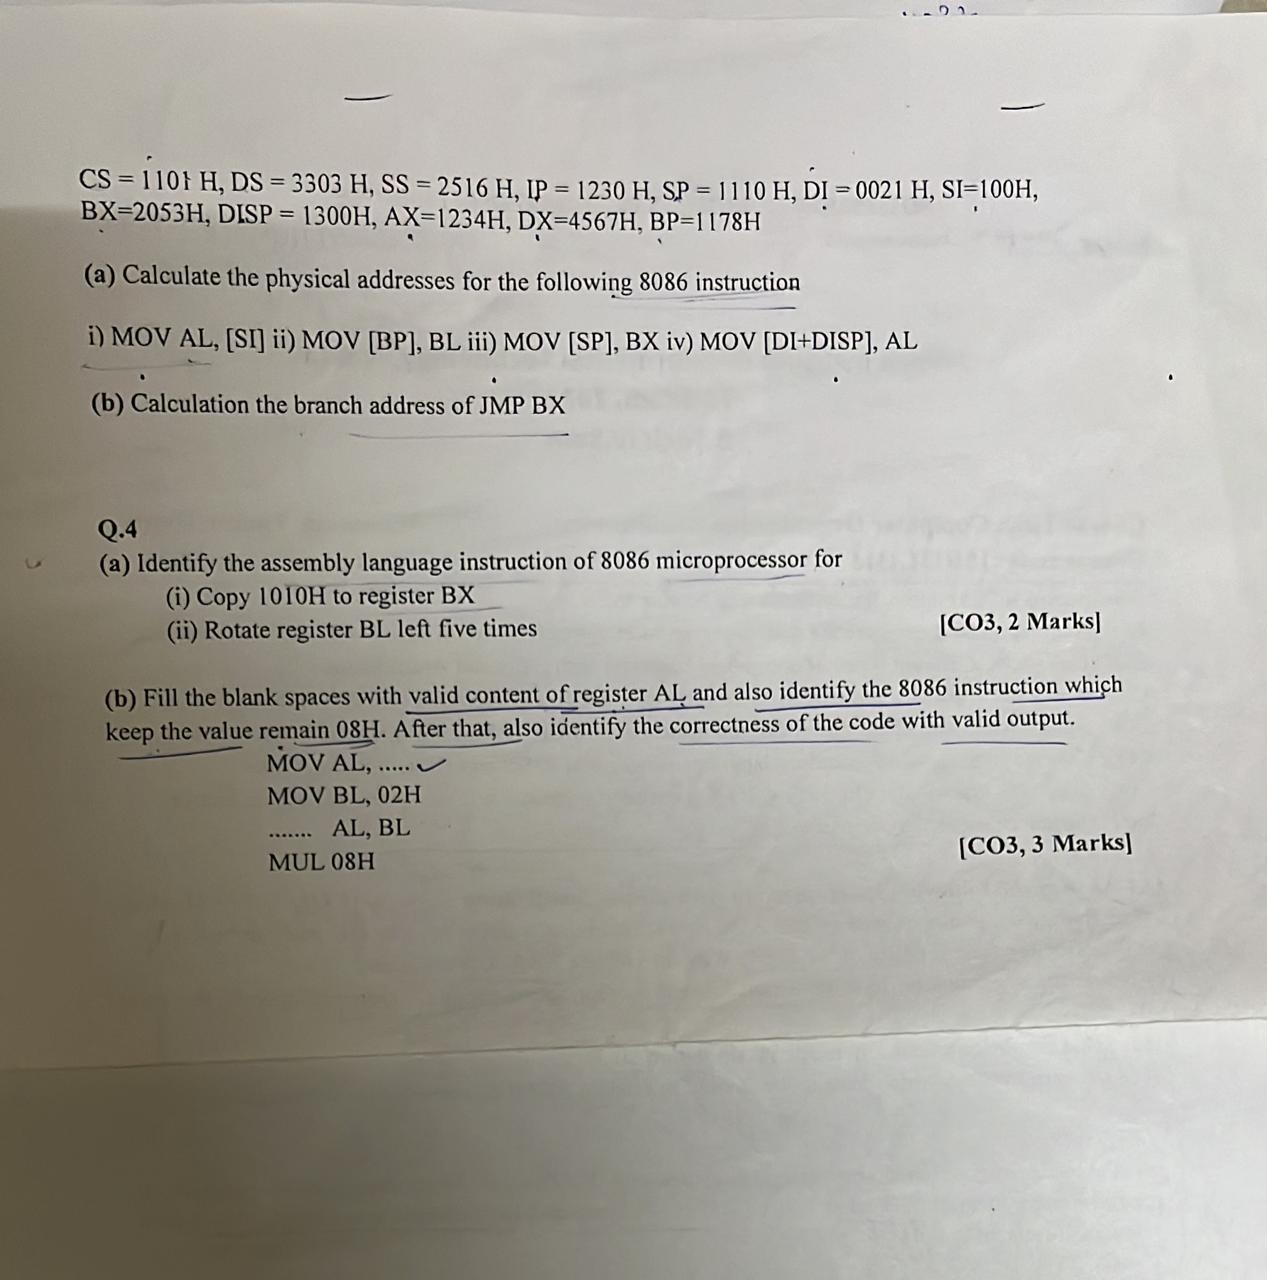 CS = 1101 H, DS = 3303 H, SS = 2516 H, IP = 1230 H, SP = 1110 H, DI = 0021 H, SI=100H,
BX=2053H, DISP = 1300H, AX=1234H, DX=4567H, BP=1178H
(a) Calculate the physical addresses for the following 8086 instruction
i) MOV AL, [SI] ii) MOV [BP], BL iii) MOV [SP], BX iv) MOV [DI+DISP], AL
(b) Calculation the branch address of JMP BX
Q.4
(a) Identify the assembly language instruction of 8086 microprocessor for
(i) Copy 1010H to register BX
(ii) Rotate register BL left five times [CO3, 2 Marks]
(b) Fill the blank spaces with valid content of register AL and also identify the 8086 instruction which
keep the value remain 08H. After that, also identify the correctness of the code with valid output.
MOV AL, .....
MOV BL, 02H
....... AL, BL
MUL 08H [CO3, 3 Marks]